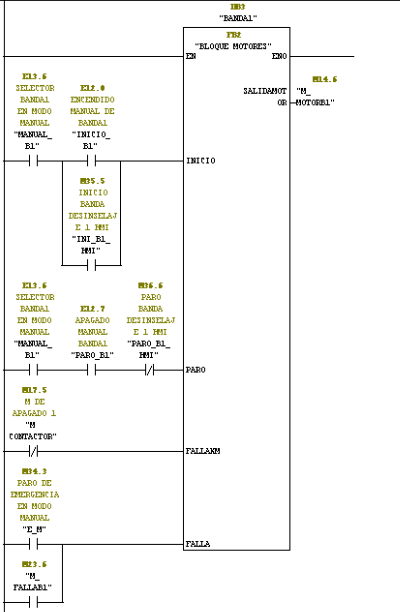 DB3
"BANDA1"
FB2
"BLOQUE MOTORES"
EN
ENO
E13.6
SELECTOR
BANDA1
EN MODO
MANUAL
"MANUAL_
B1"
E12.0
ENCENDIDO
MANUAL DE
BANDA1
"INICIO_
B1"
INICIO
SALIDAMOT
OR
M14.6
"M_
MOTORB1"
M35.5
INICIO
BANDA
DESINSELAJ
E 1 HMI
"INI_B1_
HMI"
E13.6
SELECTOR
BANDA1
EN MODO
MANUAL
"MANUAL_
B1"
E12.7
APAGADO
MANUAL
BANDA1
"PARO_B1"
M36.6
PARO
BANDA
DESINSELAJ
E 1 HMI
"PARO_B1_
HMI"
PARO
M17.5
M DE
APAGADO 1
"M
CONTACTOR"
FALLAXM
M34.3
PARO DE
EMERGENCIA
EN MODO
MANUAL
"E_M"
FALLA
M23.6
"M_
FALLAB1"